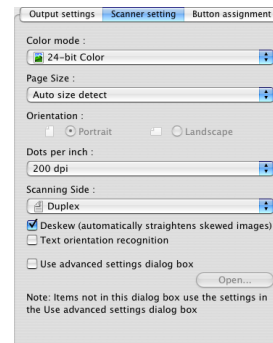 Output settings Scanner setting Button assignment
Color mode :
24-bit Color
Page Size :
Auto size detect
Orientation :
Portrait Landscape
Dots per inch :
200 dpi
Scanning Side :
Duplex
Deskew (automatically straightens skewed images)
Text orientation recognition
Use advanced settings dialog box
Open...
Note: Items not in this dialog box use the settings in
the Use advanced settings dialog box